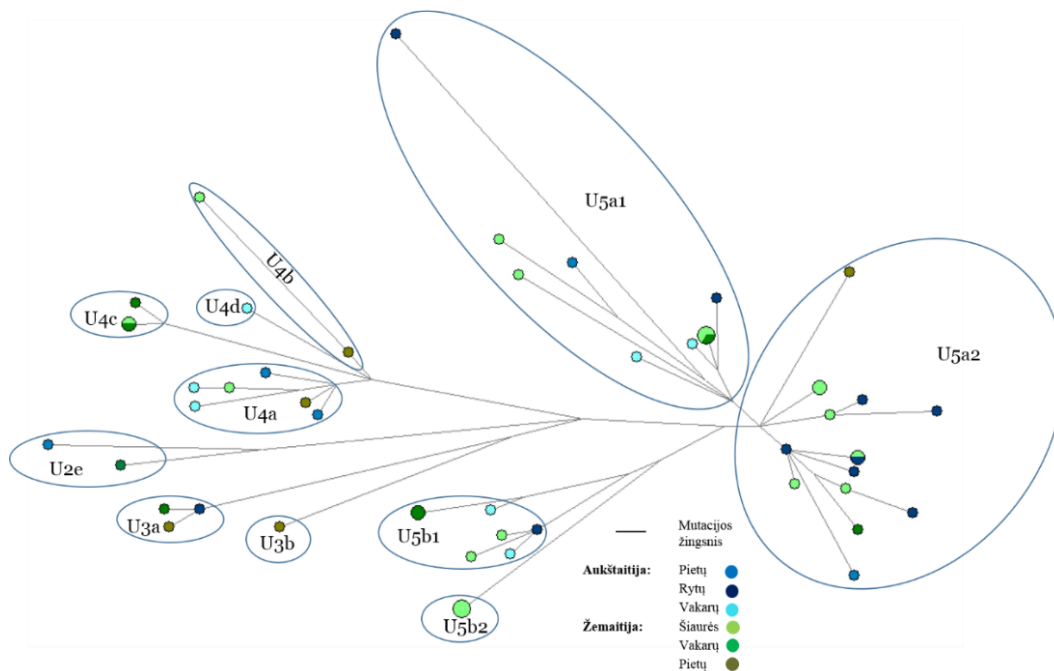 U5a1
U4b
U4d
U4c
U5a2
U4a
U2e
U3a
U3b
U5b1
U5b2
Mutacijos
žingsnis
Aukštaitija: Pietų
Rytų
Vakarų
Žemaitija: Šiaurės
Vakarų
Pietų